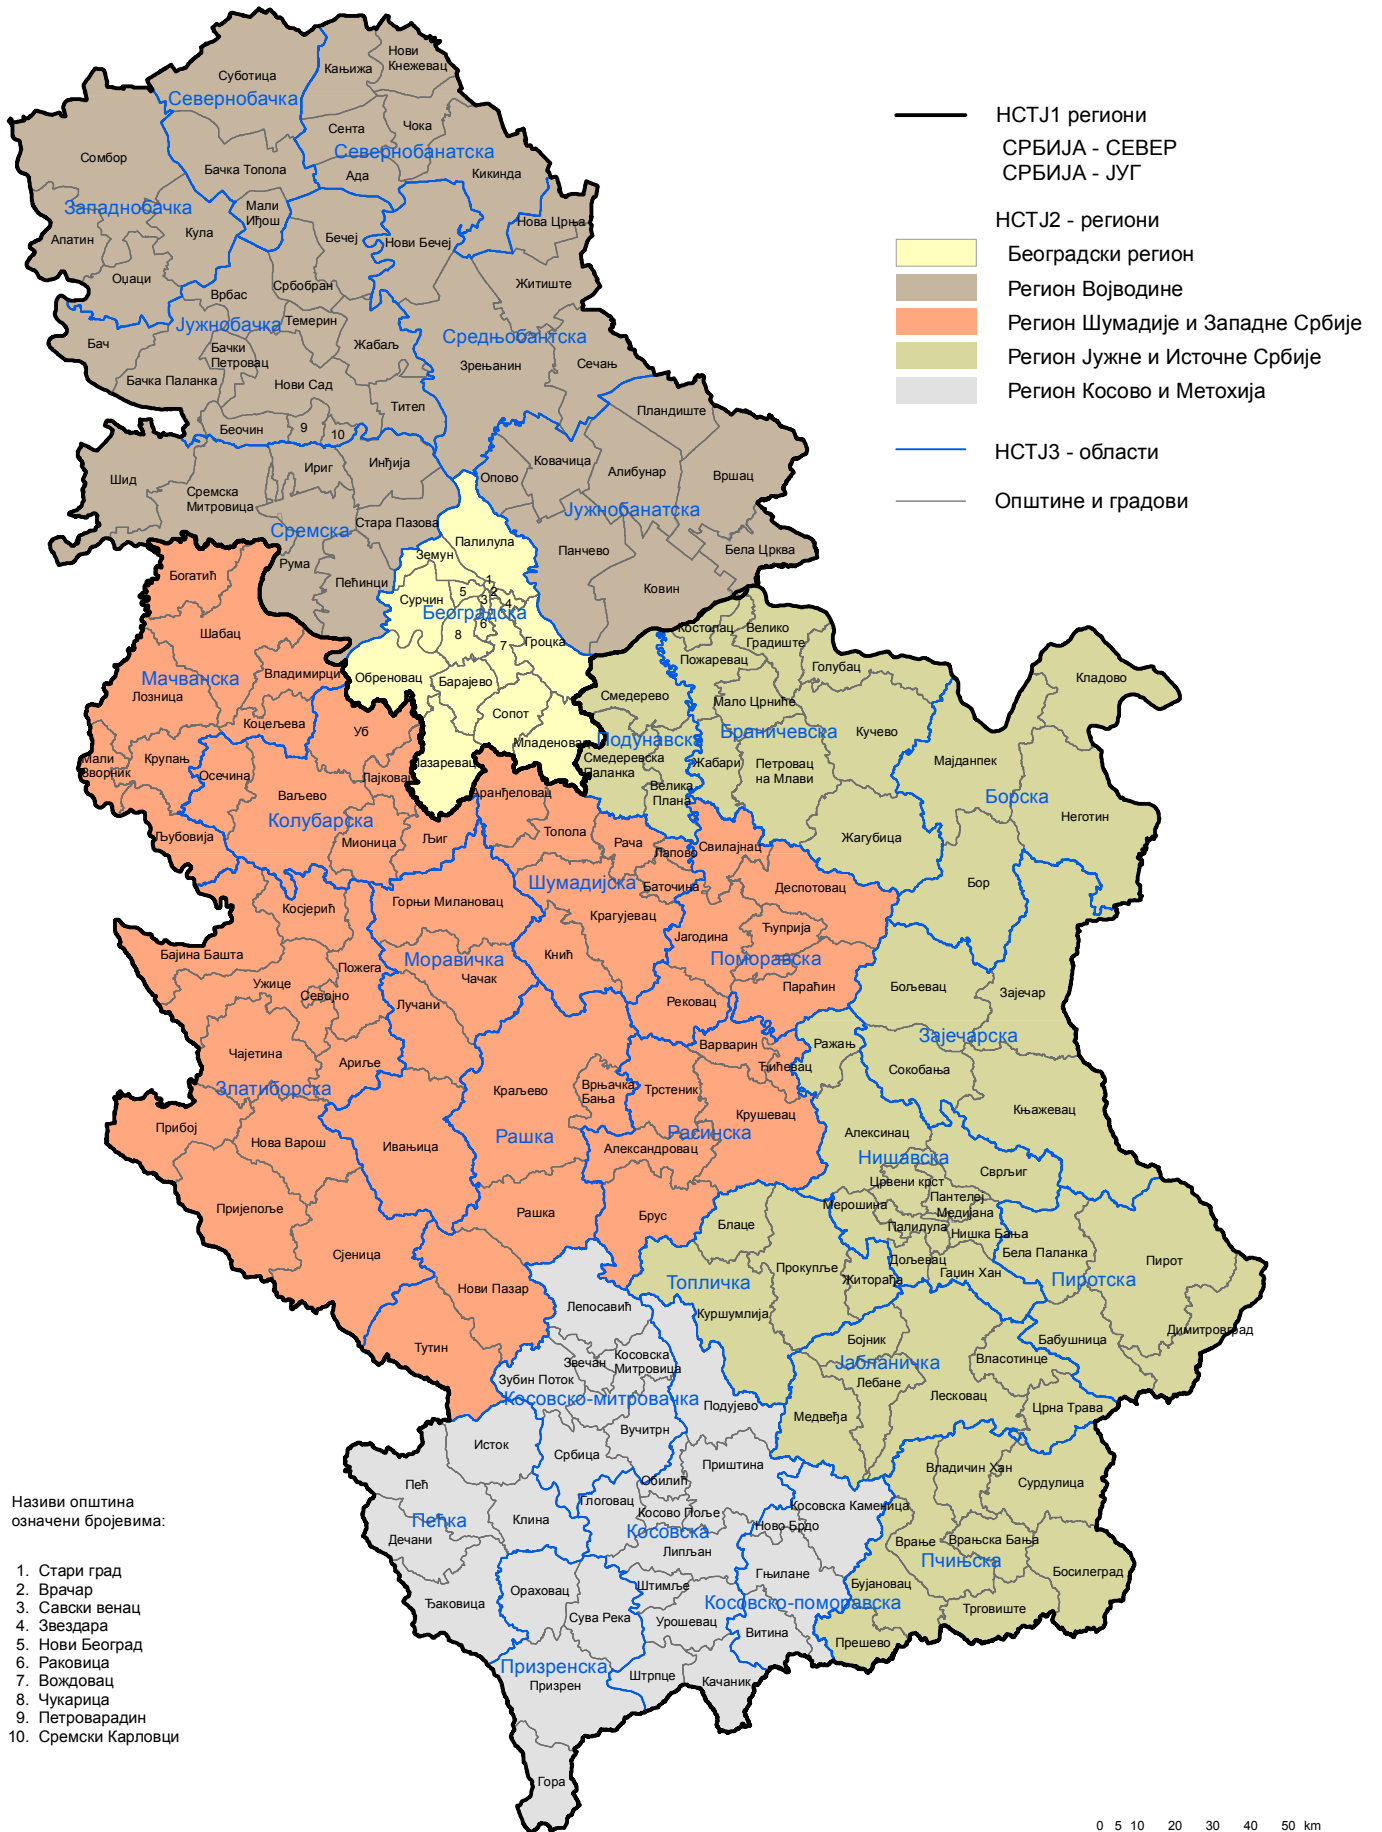 НСТЈ1 региони
СРБИЈА - СЕВЕР
СРБИЈА - ЈУГ
НСТЈ2 - региони
Београдски регион
Регион Војводине
Регион Шумадије и Западне Србије
Регион Јужне и Источне Србије
Регион Косово и Метохија
НСТЈ3 - области
Општине и градови
Суботица
Севернобачка
Кањижа
Нови
Кнежевац
Сента
Чока
Севернобанатска
Сомбор
Бачка Топола
Ада
Кикинда
Западнобачка
Мали
Иђош
Апатин
Кула
Бечеј
Нови Бечеј
Нова Црња
Оџаци
Србобран
Житиште
Врбас
Јужнобачка
Темерин
Средњобантска
Бач
Бачки
Петровац
Жабаљ
Зрењанин
Сечањ
Бачка Паланка
Нови Сад
Тител
Пландиште
Беочин
9
10
Шид
Ириг
Инђија
Ковачица
Опово
Алибунар
Вршац
Сремска
Митровица
Јужнобанатска
Стара Пазова
Сремска
Палилула
Земун
Панчево
Бела Црква
Рума
Пећинци
Ковин
Богатић
Сурчин
5
1
2
3
4
Београдска
6
8
7
Гроцка
Шабац
Костолац
Велико
Градиште
Пожаревац
Голубац
Кладово
Владимирци
Мачванска
Обреновац
Барајево
Лозница
Смедерево
Мало Црниће
Сопот
Коцељева
Уб
Младеновац
Подунавска
Браничевска
Кучево
Мали
Зворник
Крупањ
Осечина
Лазаревац
Смедеревска
Паланка
Жабари
Петровац
на Млави
Мајданпек
Лајковац
Борска
Ваљево
Колубарска
Аранђеловац
Велика
Плана
Неготин
Љубовија
Мионица
Љиг
Топола
Рача
Лапово
Свилајнац
Жагубица
Шумадијска
Баточина
Деспотовац
Бор
Косјерић
Горњи Милановац
Крагујевац
Јагодина
Ћуприја
Бајина Башта
Пожега
Моравичка
Кнић
Поморавска
Чачак
Ужице
Севојно
Лучани
Рековац
Параћин
Бољевац
Зајечар
Чајетина
Ариље
Варварин
Ражањ
Зајечарска
Златиборска
Краљево
Врњачка
Бања
Трстеник
Ћићевац
Сокобања
Књажевац
Прибој
Нова Варош
Ивањица
Рашка
Расинска
Крушевац
Алексинац
Александровац
Нишавска
Сврљиг
Пријепоље
Рашка
Брус
Блаце
Мерошина
Црвени крст
Пантелеј
Медијана
Палилула
Нишка Бања
Бела Паланка
Пирот
Сјеница
Нови Пазар
Топличка
Прокупље
Житорађа
Дољевац
Гаџин Хан
Пиротска
Лепосавић
Куршумлија
Димитровград
Тутин
Бојник
Бабушница
Звечан
Косовска
Митровица
Јабланичка
Власотинце
Зубин Поток
Лебане
Лесковац
Косовско-митровачка
Подујево
Медвеђа
Црна Трава
Вучитрн
Исток
Србица
Приштина
Владичин Хан
Сурдулица
Пећ
Обилић
Глоговац
Косово Поље
Косовска Каменица
Пећка
Клина
Косовска
Ново Брдо
Дечани
Липљан
Врање
Врањска Бања
Пчињска
Гњилане
Босилеград
Ђаковица
Ораховац
Штимље
Бујановац
Сува Река
Урошевац
Косовско-поморавска
Трговиште
Витина
Прешево
Призренска
Призрен
Штрпце
Качаник
Гора
Називи општина
означени бројевима:
1. Стари град
2. Врачар
3. Савски венац
4. Звездара
5. Нови Београд
6. Раковица
7. Вождовац
8. Чукарица
9. Петроварадин
10. Сремски Карловци
0 5 10 20 30 40 50 km